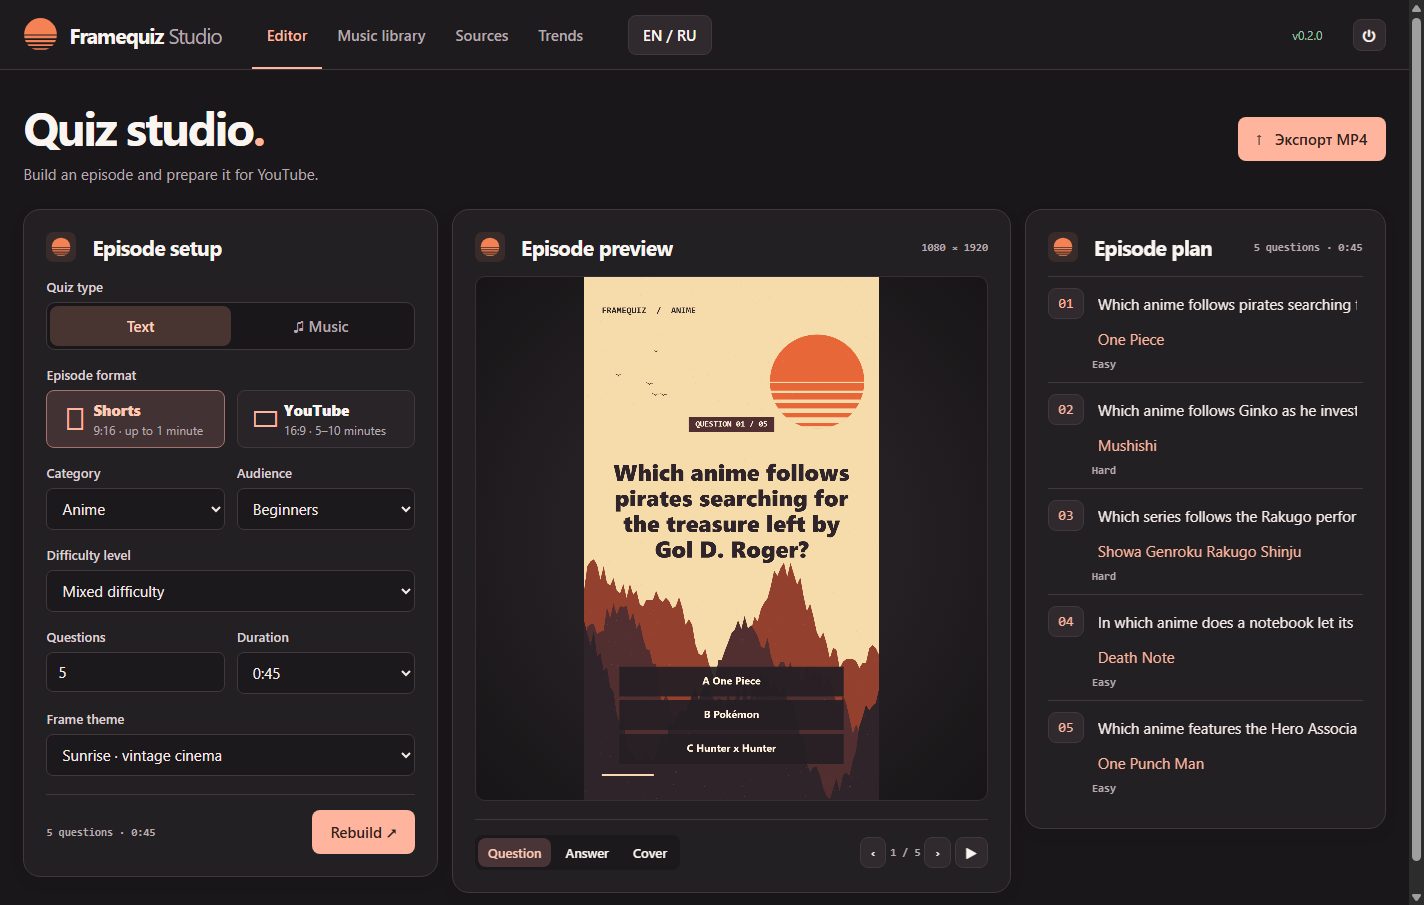 Framequiz Studio
Editor
Music library
Sources
Trends
EN / RU
v0.2.0
Quiz studio.
Build an episode and prepare it for YouTube.
↑ Экспорт MP4
Episode setup
Quiz type
Text
♫ Music
Episode format
Shorts
9:16 · up to 1 minute
YouTube
16:9 · 5–10 minutes
Category
Audience
Anime
Beginners
Difficulty level
Mixed difficulty
Questions
Duration
5
0:45
Frame theme
Sunrise · vintage cinema
5 questions · 0:45
Rebuild ↗
Episode preview
1080 × 1920
FRAMEQUIZ / ANIME
QUESTION 01 / 05
Which anime follows
pirates searching for
the treasure left by
Gol D. Roger?
A One Piece
B Pokémon
C Hunter x Hunter
Question
Answer
Cover
‹ 1 / 5 ›
Episode plan
5 questions · 0:45
01
Which anime follows pirates searching
One Piece
Easy
02
Which anime follows Ginko as he invest
Mushishi
Hard
03
Which series follows the Rakugo perfor
Showa Genroku Rakugo Shinju
Hard
04
In which anime does a notebook let its
Death Note
Easy
05
Which anime features the Hero Associa
One Punch Man
Easy